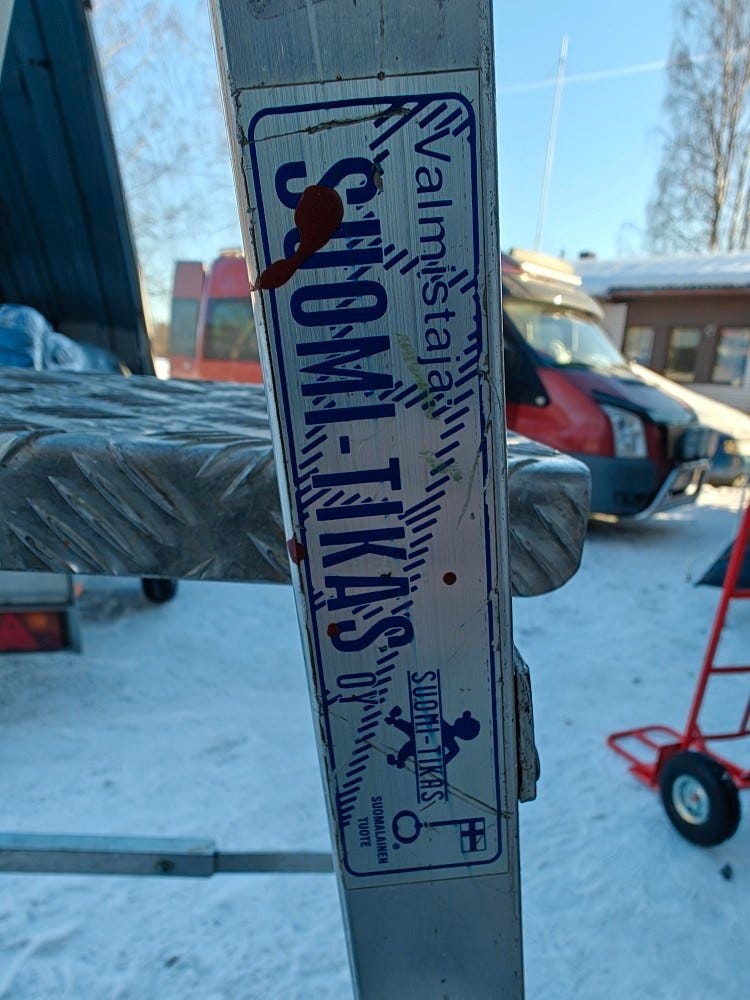 Valmistaja:
SUOMI-TIKAS OY
SUOMI-TIKAS
SUOMALAINEN
TUOTE